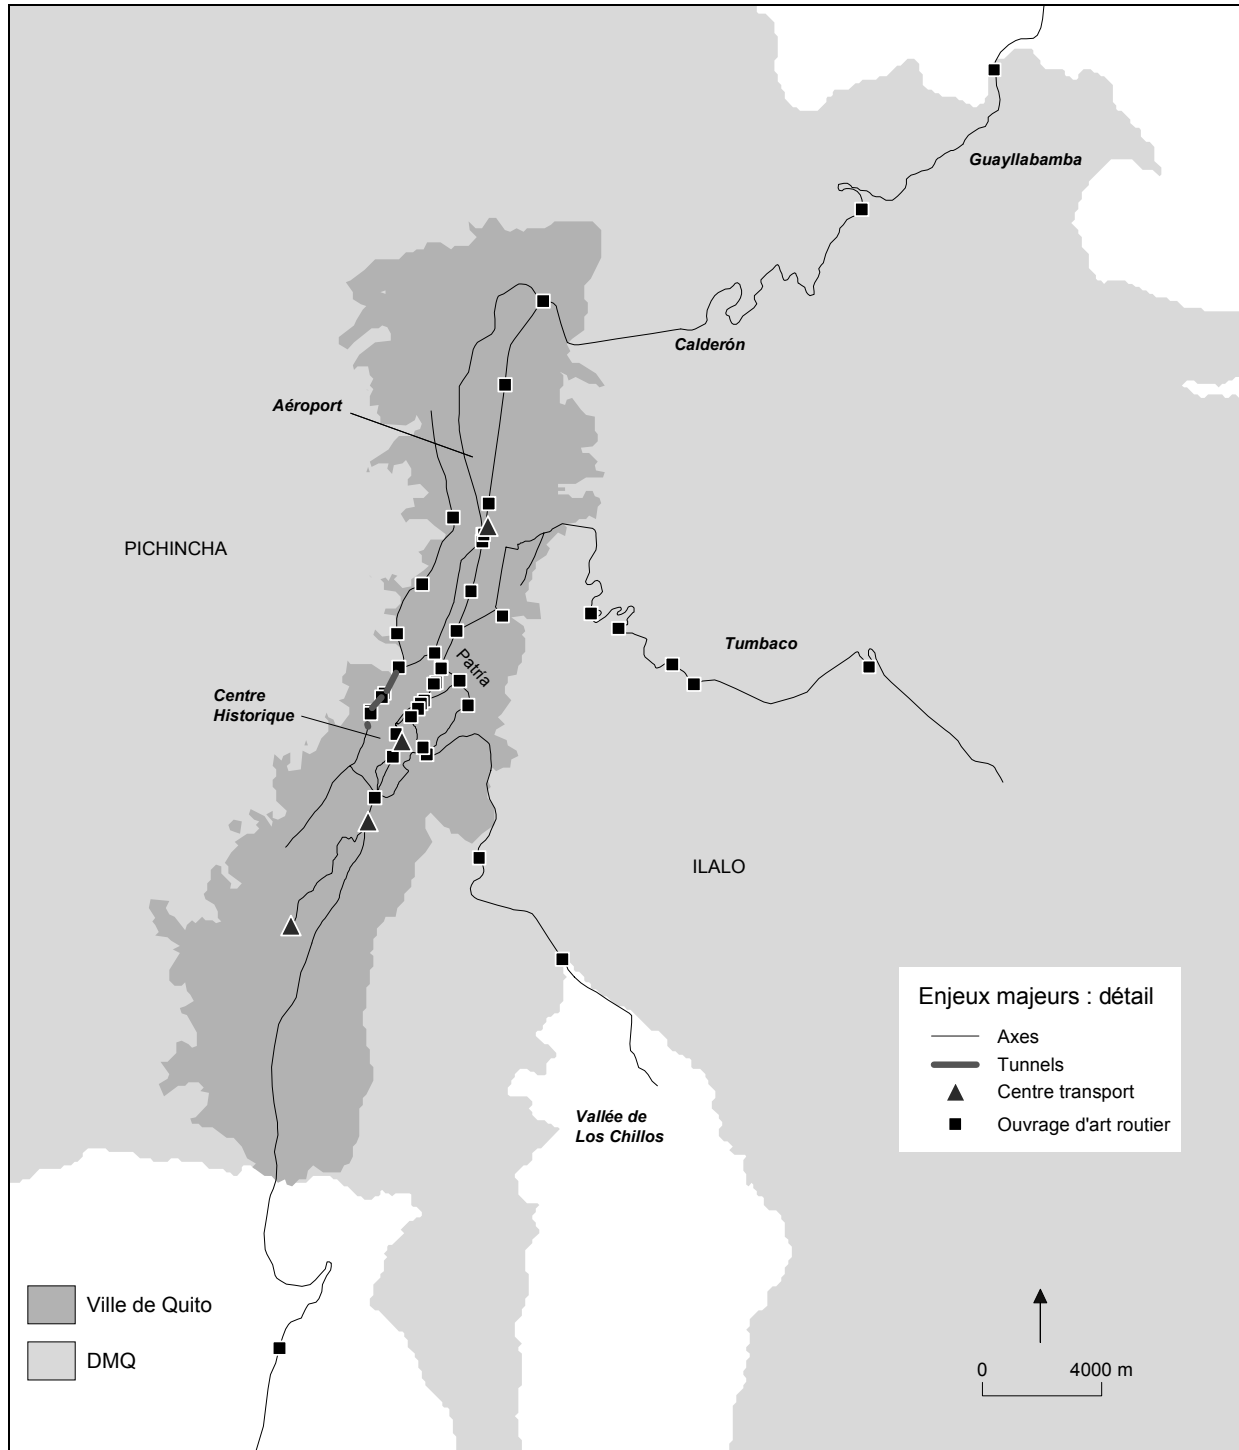 Guayllabamba
Calderón
Aéroport
PICHINCHA
Tumbaco
Patria
Centre
Historique
ILALO
Enjeux majeurs : détail
Axes
Tunnels
Centre transport
Ouvrage d'art routier
Vallée de
Los Chillos
Ville de Quito
DMQ
0 4000 m